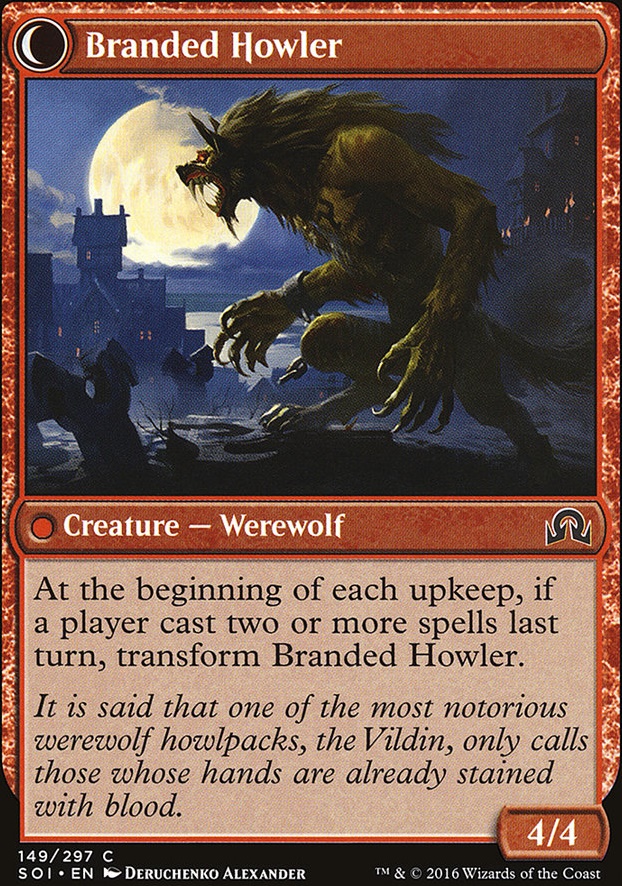 Branded Howler
Creature — Werewolf
At the beginning of each upkeep, if
a player cast two or more spells last
turn, transform Branded Howler.
It is said that one of the most notorious
werewolf howlpacks, the Vildin, only calls
those whose hands are already stained
with blood.
4/4
149/297 C
SOI • EN Deruchenko Alexander
™ & © 2016 Wizards of the Coast